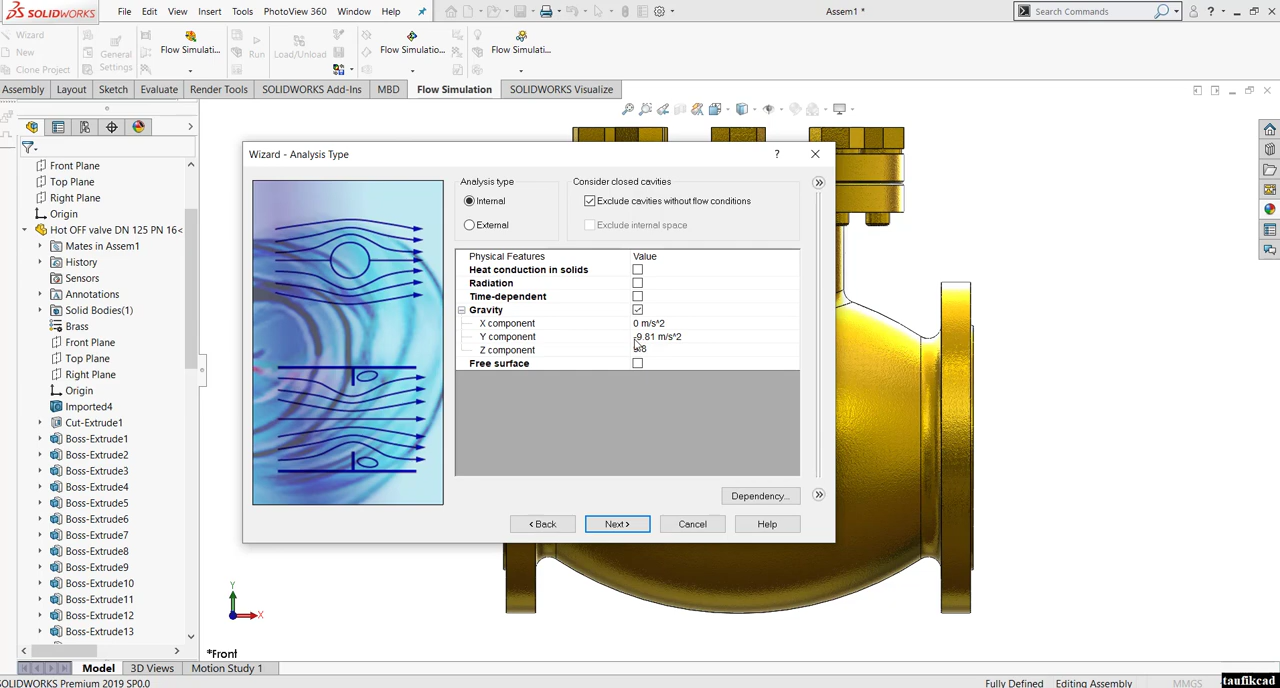 SOLIDWORKS
File Edit View Insert Tools PhotoView 360 Window Help
Assem1 *
Search Commands
Wizard
New
Clone Project
General Settings
Flow Simulati...
Run
Load/Unload
Flow Simulatio...
Flow Simulati...
Assembly Layout Sketch Evaluate Render Tools SOLIDWORKS Add-Ins MBD Flow Simulation SOLIDWORKS Visualize
Front Plane
Top Plane
Right Plane
Origin
Hot OFF valve DN 125 PN 16<
Mates in Assem1
History
Sensors
Annotations
Solid Bodies(1)
Brass
Front Plane
Top Plane
Right Plane
Origin
Imported4
Cut-Extrude1
Boss-Extrude1
Boss-Extrude2
Boss-Extrude3
Boss-Extrude4
Boss-Extrude5
Boss-Extrude6
Boss-Extrude7
Boss-Extrude8
Boss-Extrude9
Boss-Extrude10
Boss-Extrude11
Boss-Extrude12
Boss-Extrude13
Wizard - Analysis Type
?
Analysis type
Internal
External
Consider closed cavities
Exclude cavities without flow conditions
Exclude internal space
Physical Features Value
Heat conduction in solids
Radiation
Time-dependent
Gravity
X component 0 m/s^2
Y component -9.81 m/s^2
Z component
Free surface
Dependency...
< Back
Next >
Cancel
Help
Y
X
*Front
Model 3D Views Motion Study 1
SOLIDWORKS Premium 2019 SP0.0
Fully Defined Editing Assembly MMGS
taufikcad